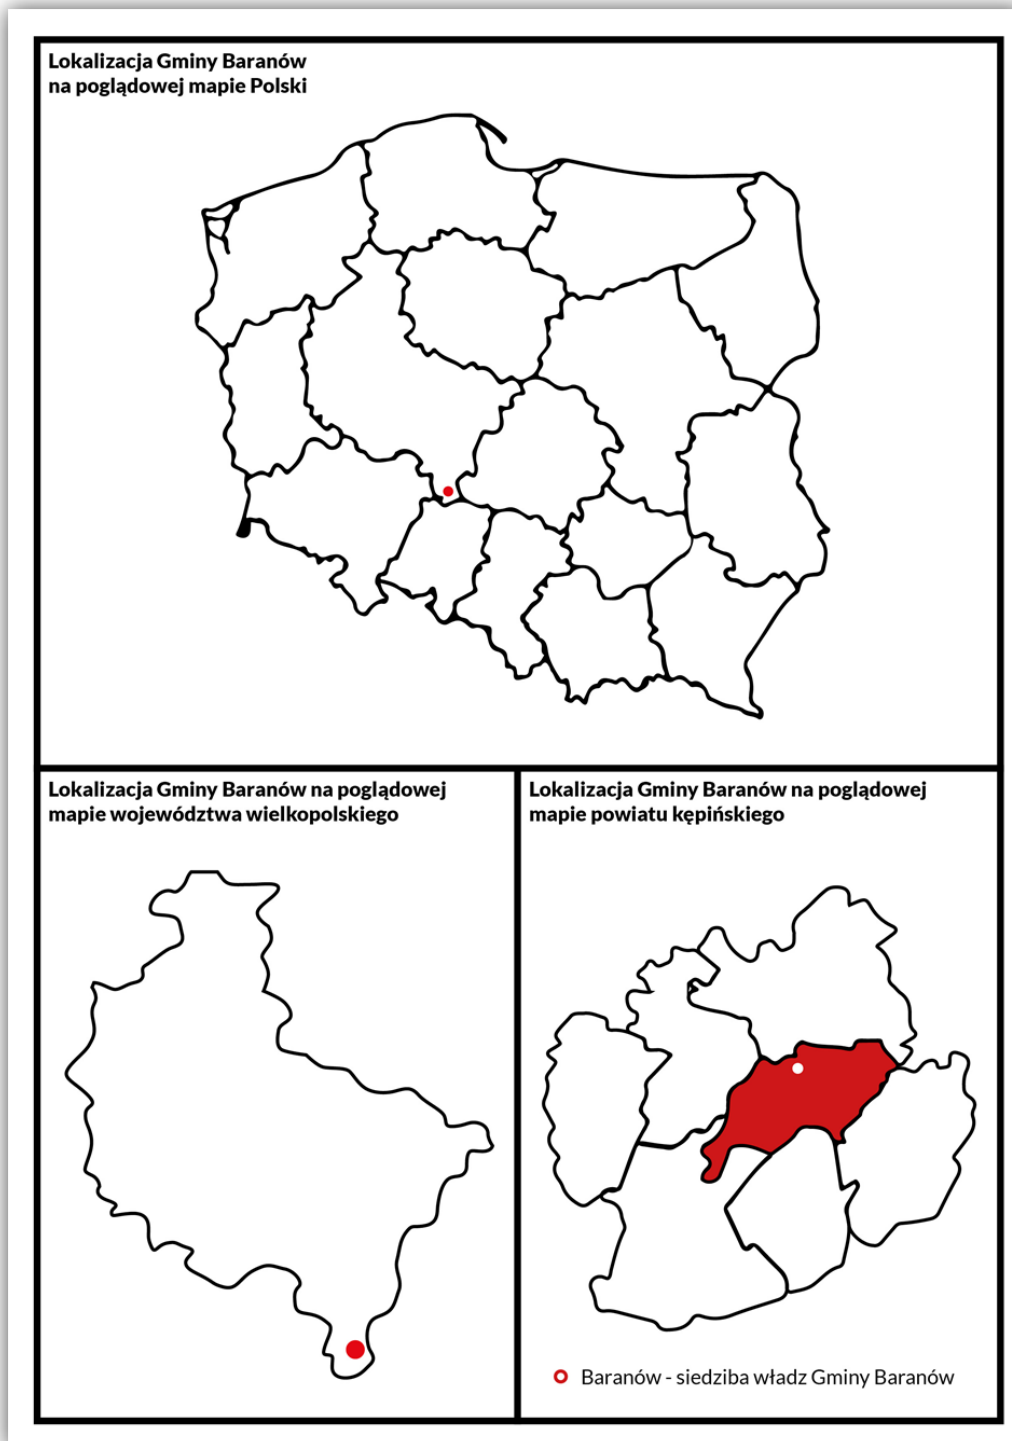 Lokalizacja Gminy Baranów
na poglądowej mapie Polski
Lokalizacja Gminy Baranów na poglądowej
mapie województwa wielkopolskiego
Lokalizacja Gminy Baranów na poglądowej
mapie powiatu kępińskiego
Baranów - siedziba władz Gminy Baranów